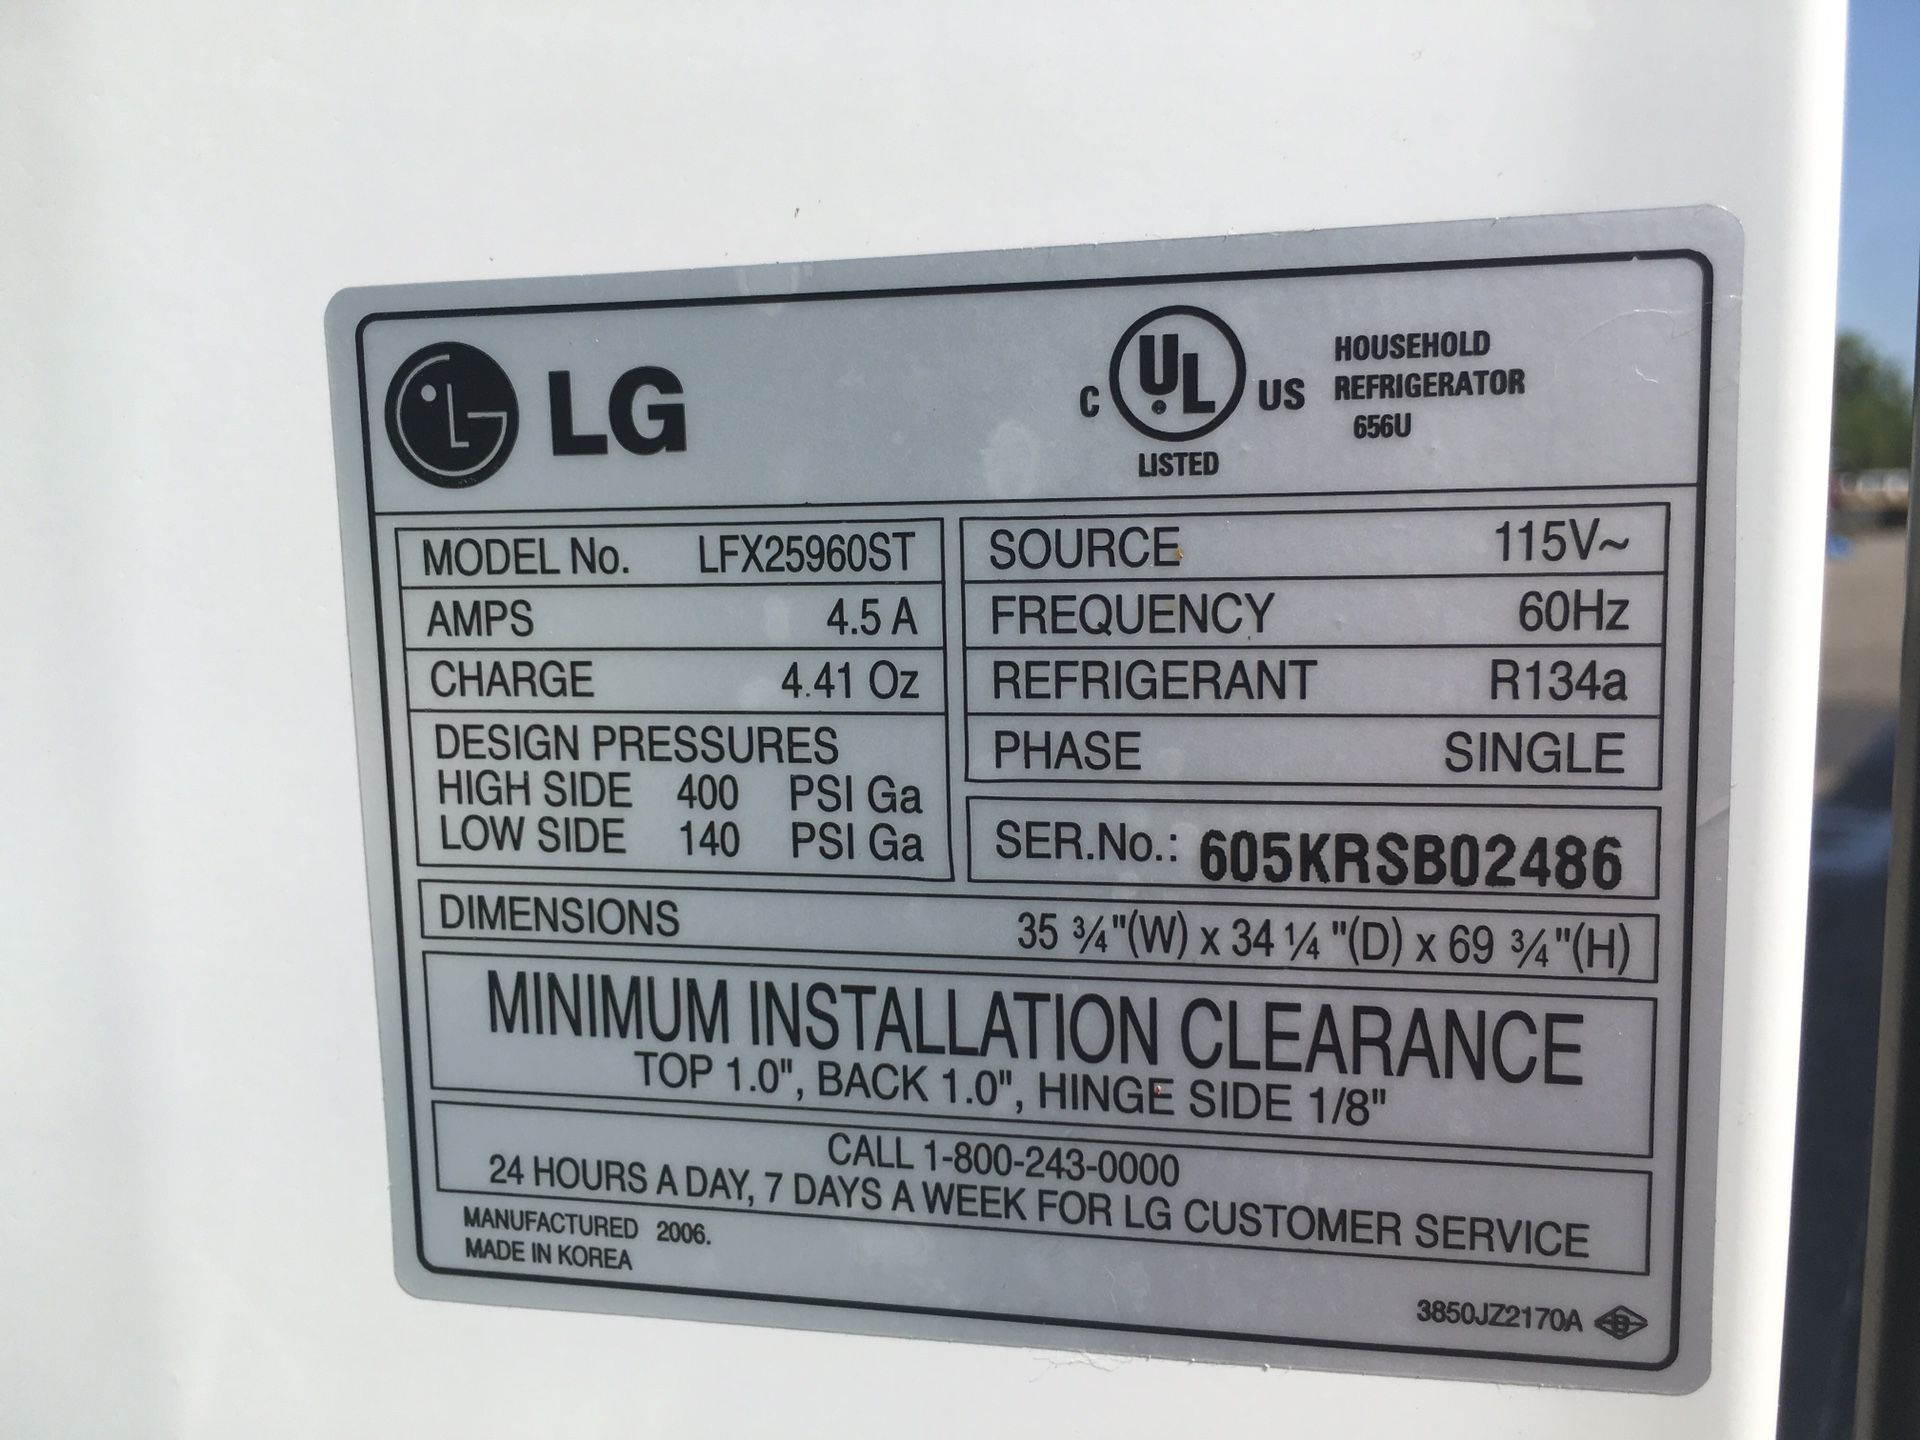 LG
C UL US
LISTED
HOUSEHOLD
REFRIGERATOR
656U
MODEL No. LFX25960ST
AMPS 4.5 A
CHARGE 4.41 Oz
DESIGN PRESSURES
HIGH SIDE 400 PSI Ga
LOW SIDE 140 PSI Ga
SOURCE 115V~
FREQUENCY 60Hz
REFRIGERANT R134a
PHASE SINGLE
SER.No.: 605KRSB02486
DIMENSIONS 35 ¾"(W) x 34 ¼ "(D) x 69 ¾"(H)
MINIMUM INSTALLATION CLEARANCE
TOP 1.0", BACK 1.0", HINGE SIDE 1/8"
CALL 1-800-243-0000
24 HOURS A DAY, 7 DAYS A WEEK FOR LG CUSTOMER SERVICE
MANUFACTURED 2006.
MADE IN KOREA
3850JZ2170A